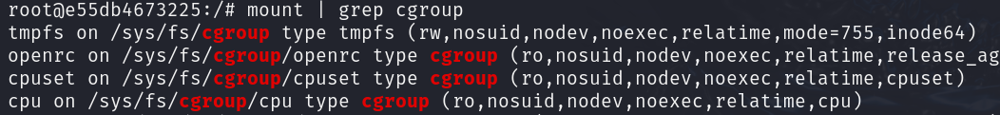 root@e55db4673225:/# mount | grep cgroup
tmpfs on /sys/fs/cgroup type tmpfs (rw,nosuid,nodev,noexec,relatime,mode=755,inode64)
openrc on /sys/fs/cgroup/openrc type cgroup (ro,nosuid,nodev,noexec,relatime,release_ag
cpuset on /sys/fs/cgroup/cpuset type cgroup (ro,nosuid,nodev,noexec,relatime,cpuset)
cpu on /sys/fs/cgroup/cpu type cgroup (ro,nosuid,nodev,noexec,relatime,cpu)